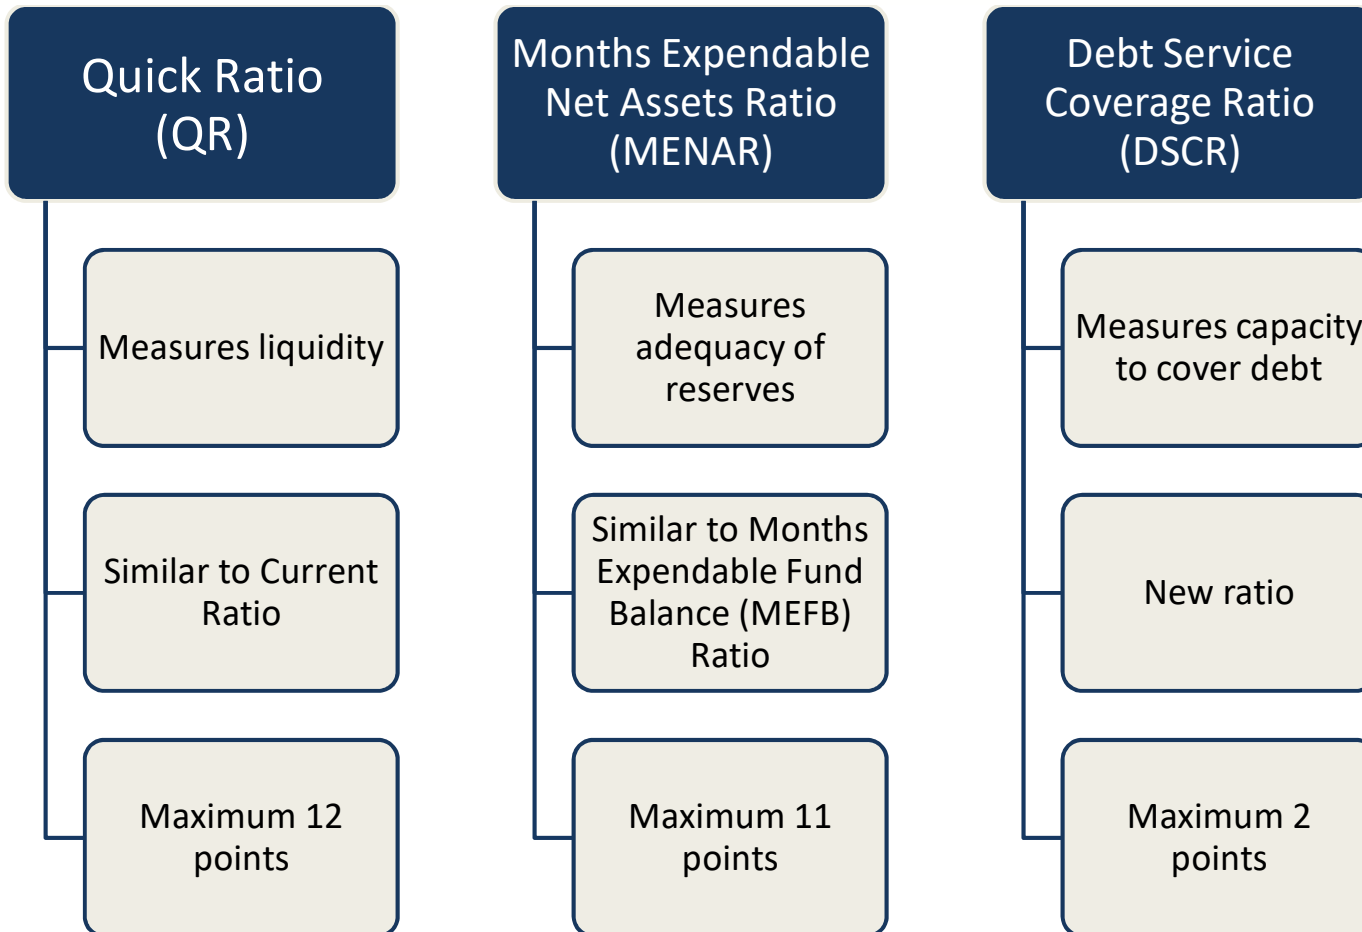 Quick Ratio
(QR)
Measures liquidity
Similar to Current
Ratio
Maximum 12
points
Months Expendable
Net Assets Ratio
(MENAR)
Measures
adequacy of
reserves
Similar to Months
Expendable Fund
Balance (MEFB)
Ratio
Maximum 11
points
Debt Service
Coverage Ratio
(DSCR)
Measures capacity
to cover debt
New ratio
Maximum 2
points